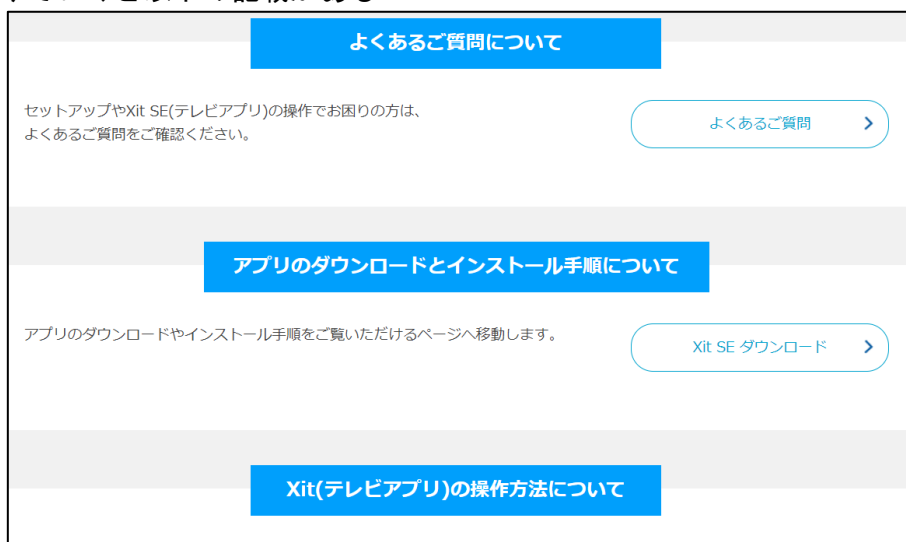 よくあるご質問について
セットアップやXit SE(テレビアプリ)の操作でお困りの方は、
よくあるご質問をご確認ください。
よくあるご質問
アプリのダウンロードとインストール手順について
アプリのダウンロードやインストール手順をご覧いただけるページへ移動します。
Xit SE ダウンロード
Xit(テレビアプリ)の操作方法について